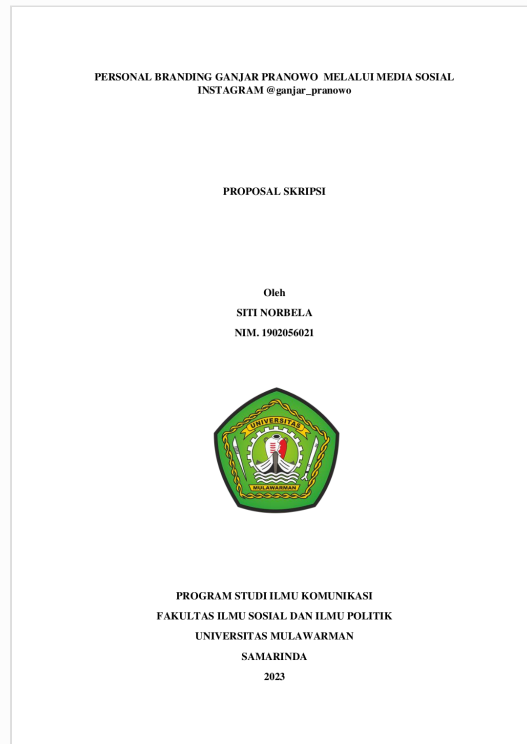 PERSONAL BRANDING GANJAR PRANOWO MELALUI MEDIA SOSIAL
INSTAGRAM @ganjar_pranowo
PROPOSAL SKRIPSI
Oleh
SITI NORBELA
NIM. 1902056021
UNIVERSITAS
MULAWARMAN
PROGRAM STUDI ILMU KOMUNIKASI
FAKULTAS ILMU SOSIAL DAN ILMU POLITIK
UNIVERSITAS MULAWARMAN
SAMARINDA
2023